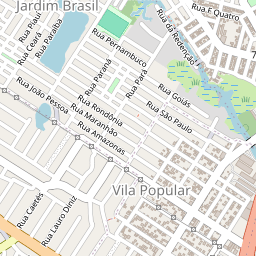 Jardim Brasil
Rua E Quatro
Rua Piauí
Rua Ceará
Rua Paraíba
Rua Pernambuco
Rua da Redenção
Rua Paraná
Rua Pará
Rua Goiás
Rua João Pessoa
Rua Rondônia
Rua São Paulo
Rua Maranhão
Rua Amazonas
Vila Popular
Rua Caetés
Rua Lauro Diniz